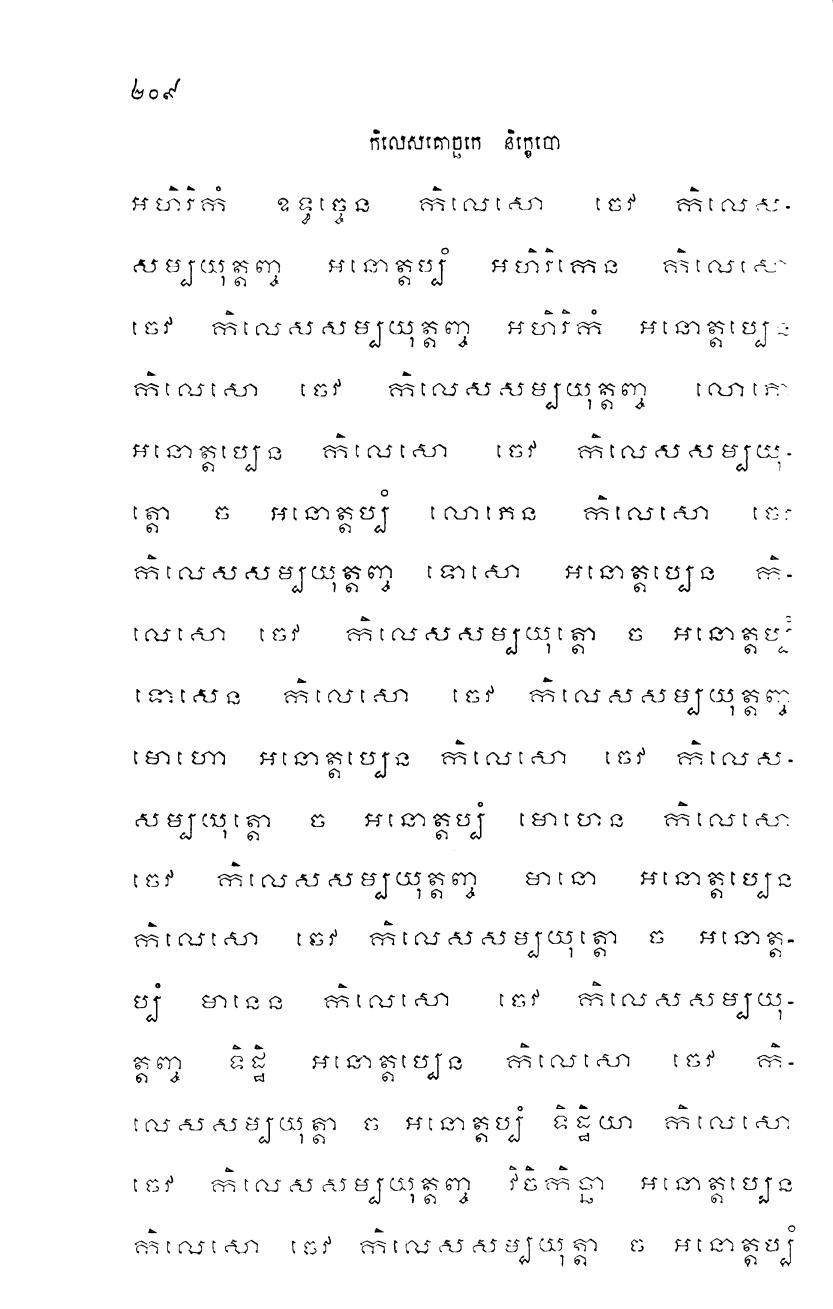 ២០៩
កិលេសគោច្ឆកេ និក្ខេបោ
អហិរិកំ ឧទ្ធច្ចេន កិលេសោ ចេវ កិលេស-
សម្បយុត្តញ្ច អនោត្តប្បំ អហិរិកេន កិលេសោ
ចេវ កិលេសសម្បយុត្តញ្ច អហិរិកំ អនោត្តប្បេន
កិលេសោ ចេវ កិលេសសម្បយុត្តញ្ច លោភោ
អនោត្តប្បេន កិលេសោ ចេវ កិលេសសម្បយុ-
ត្តោ ច អនោត្តប្បំ លោភេន កិលេសោ ចេវ
កិលេសសម្បយុត្តញ្ច ទោសោ អនោត្តប្បេន កិ-
លេសោ ចេវ កិលេសសម្បយុត្តោ ច អនោត្តប្បំ
ទោសេន កិលេសោ ចេវ កិលេសសម្បយុត្តញ្ច
មោហោ អនោត្តប្បេន កិលេសោ ចេវ កិលេស-
សម្បយុត្តោ ច អនោត្តប្បំ មោហេន កិលេសោ
ចេវ កិលេសសម្បយុត្តញ្ច មានោ អនោត្តប្បេន
កិលេសោ ចេវ កិលេសសម្បយុត្តោ ច អនោត្ត-
ប្បំ មានេន កិលេសោ ចេវ កិលេសសម្បយុ-
ត្តញ្ច ទិដ្ឋិ អនោត្តប្បេន កិលេសោ ចេវ កិ-
លេសសម្បយុត្តា ច អនោត្តប្បំ ទិដ្ឋិយា កិលេសោ
ចេវ កិលេសសម្បយុត្តញ្ច វិចិកិច្ឆា អនោត្តប្បេន
កិលេសោ ចេវ កិលេសសម្បយុត្តា ច អនោត្តប្បំ